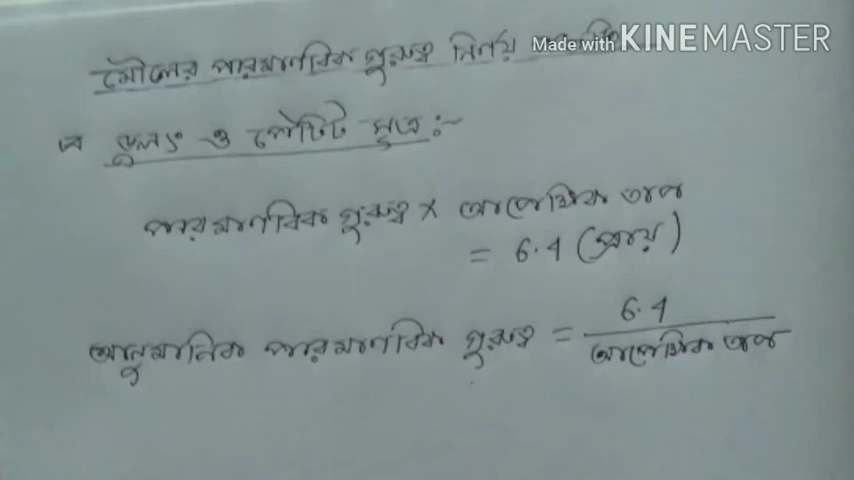 মৌলের পারমাণবিক গুরুত্ব নির্ণয়
Made with KINEMASTER
ডুলং ও পেটিট সূত্র :~
পারমাণবিক গুরুত্ব × আপেক্ষিক তাপ
= 6.4 (প্রায়)
আনুমানিক পারমাণবিক গুরুত্ব = 6.4 / আপেক্ষিক তাপ